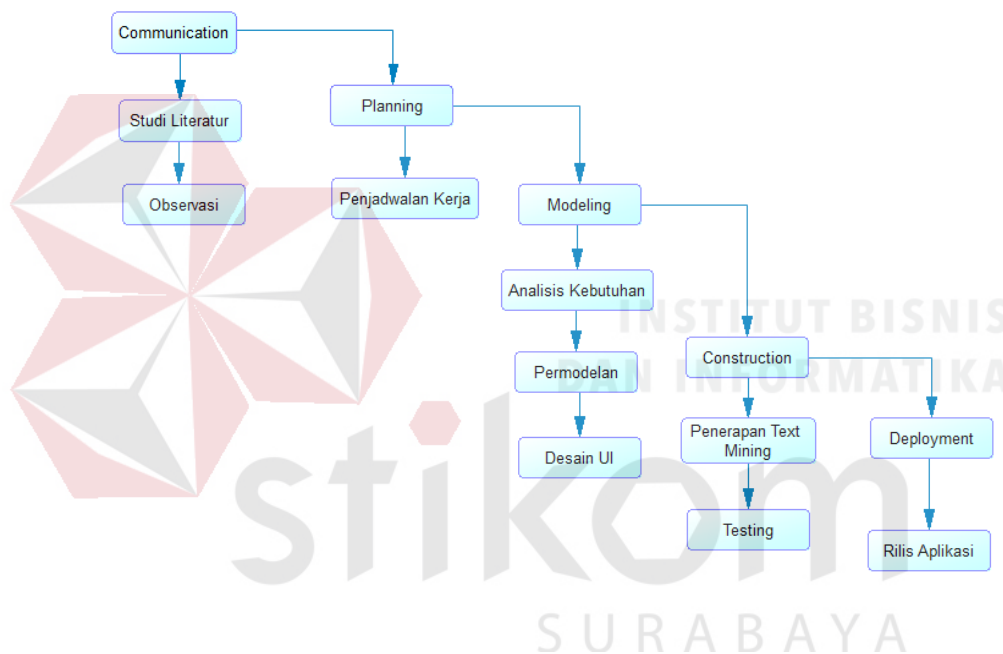 Communication
Studi Literatur
Observasi
Planning
Penjadwalan Kerja
Modeling
Analisis Kebutuhan
Permodelan
Desain UI
Construction
Penerapan Text
Mining
Testing
Deployment
Rilis Aplikasi
INSTITUT BISNIS
DAN INFORMATIKA
stikom
SURABAYA